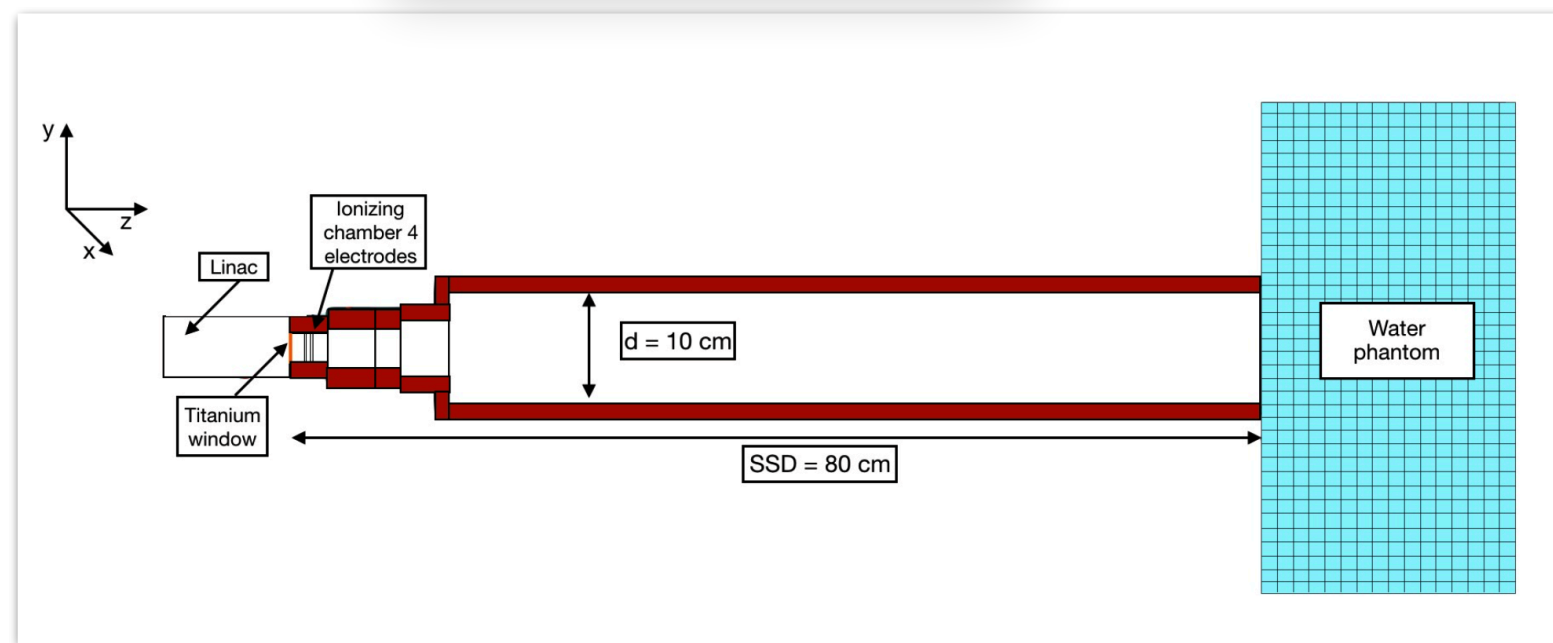 y
z
x
Linac
Ionizing
chamber 4
electrodes
Titanium
window
d = 10 cm
SSD = 80 cm
Water
phantom